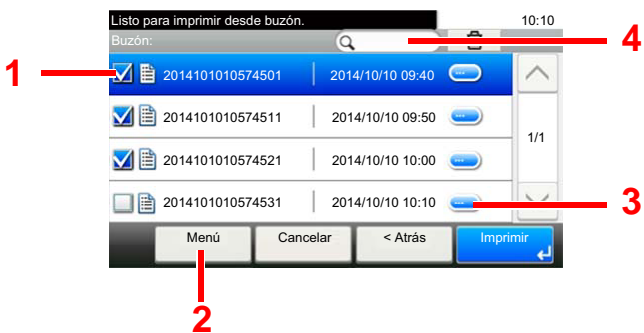 Listo para imprimir desde buzón. 10:10
Buzón: 4
1 2014101010574501 2014/10/10 09:40
2014101010574511 2014/10/10 09:50
1/1
2014101010574521 2014/10/10 10:00
2014101010574531 2014/10/10 10:10 3
Menú Cancelar < Atrás Imprimir
2